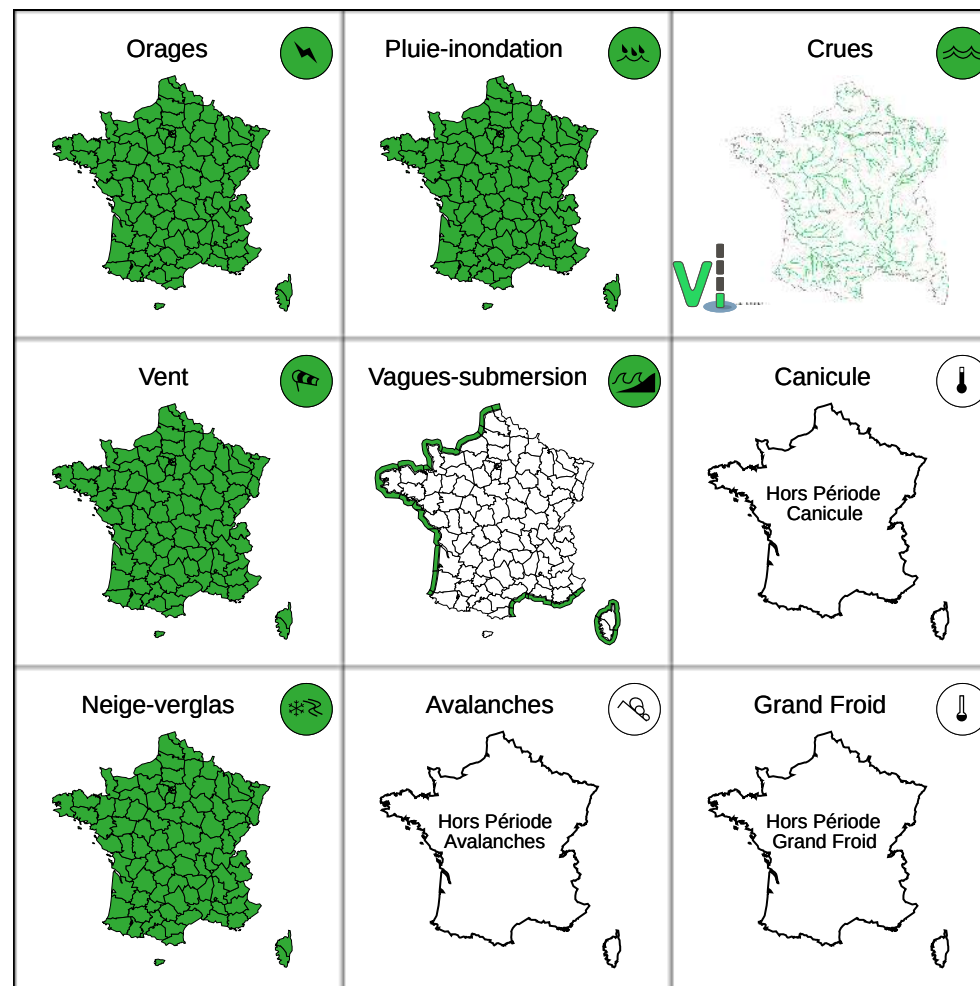 Orages
Pluie-inondation
Crues
Vent
Vagues-submersion
Canicule
Hors Période
Canicule
Neige-verglas
Avalanches
Grand Froid
Hors Période
Avalanches
Hors Période
Grand Froid